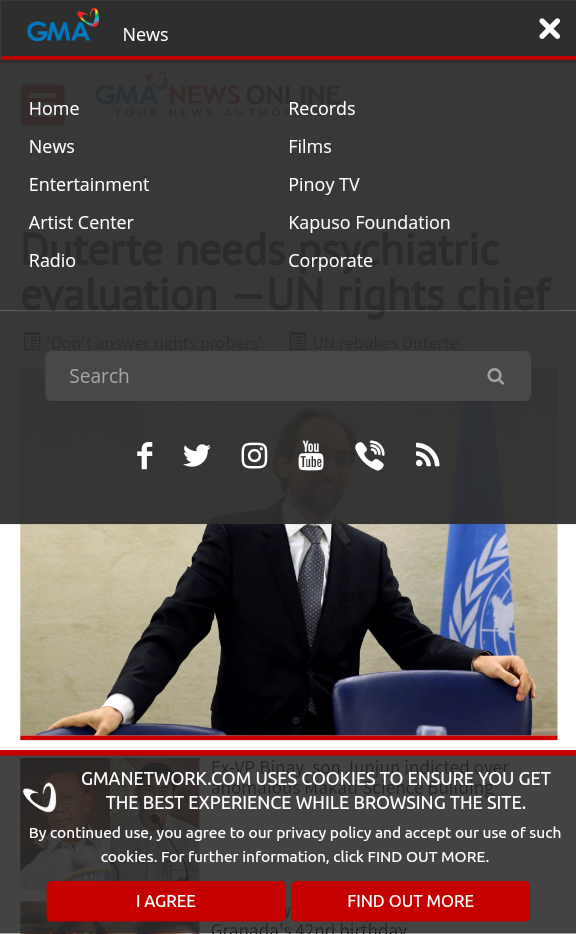 GMA News
GMA NEWS ONLINE
YOUR NEWS AUTHO
Home
News
Entertainment
Artist Center
Radio
Records
Films
Pinoy TV
Kapuso Foundation
Corporate
Duterte needs psychiatric
evaluation —UN rights chief
'Don't answer rights probers'
UN rebukes Duterte
Search
You
Tube
Ex-VP Binay, son Junjun indicted over
anomalous Makati Science Building
GMANETWORK.COM USES COOKIES TO ENSURE YOU GET
THE BEST EXPERIENCE WHILE BROWSING THE SITE.
By continued use, you agree to our privacy policy and accept our use of such
cookies. For further information, click FIND OUT MORE.
I AGREE
FIND OUT MORE
Granada's 42nd birthday